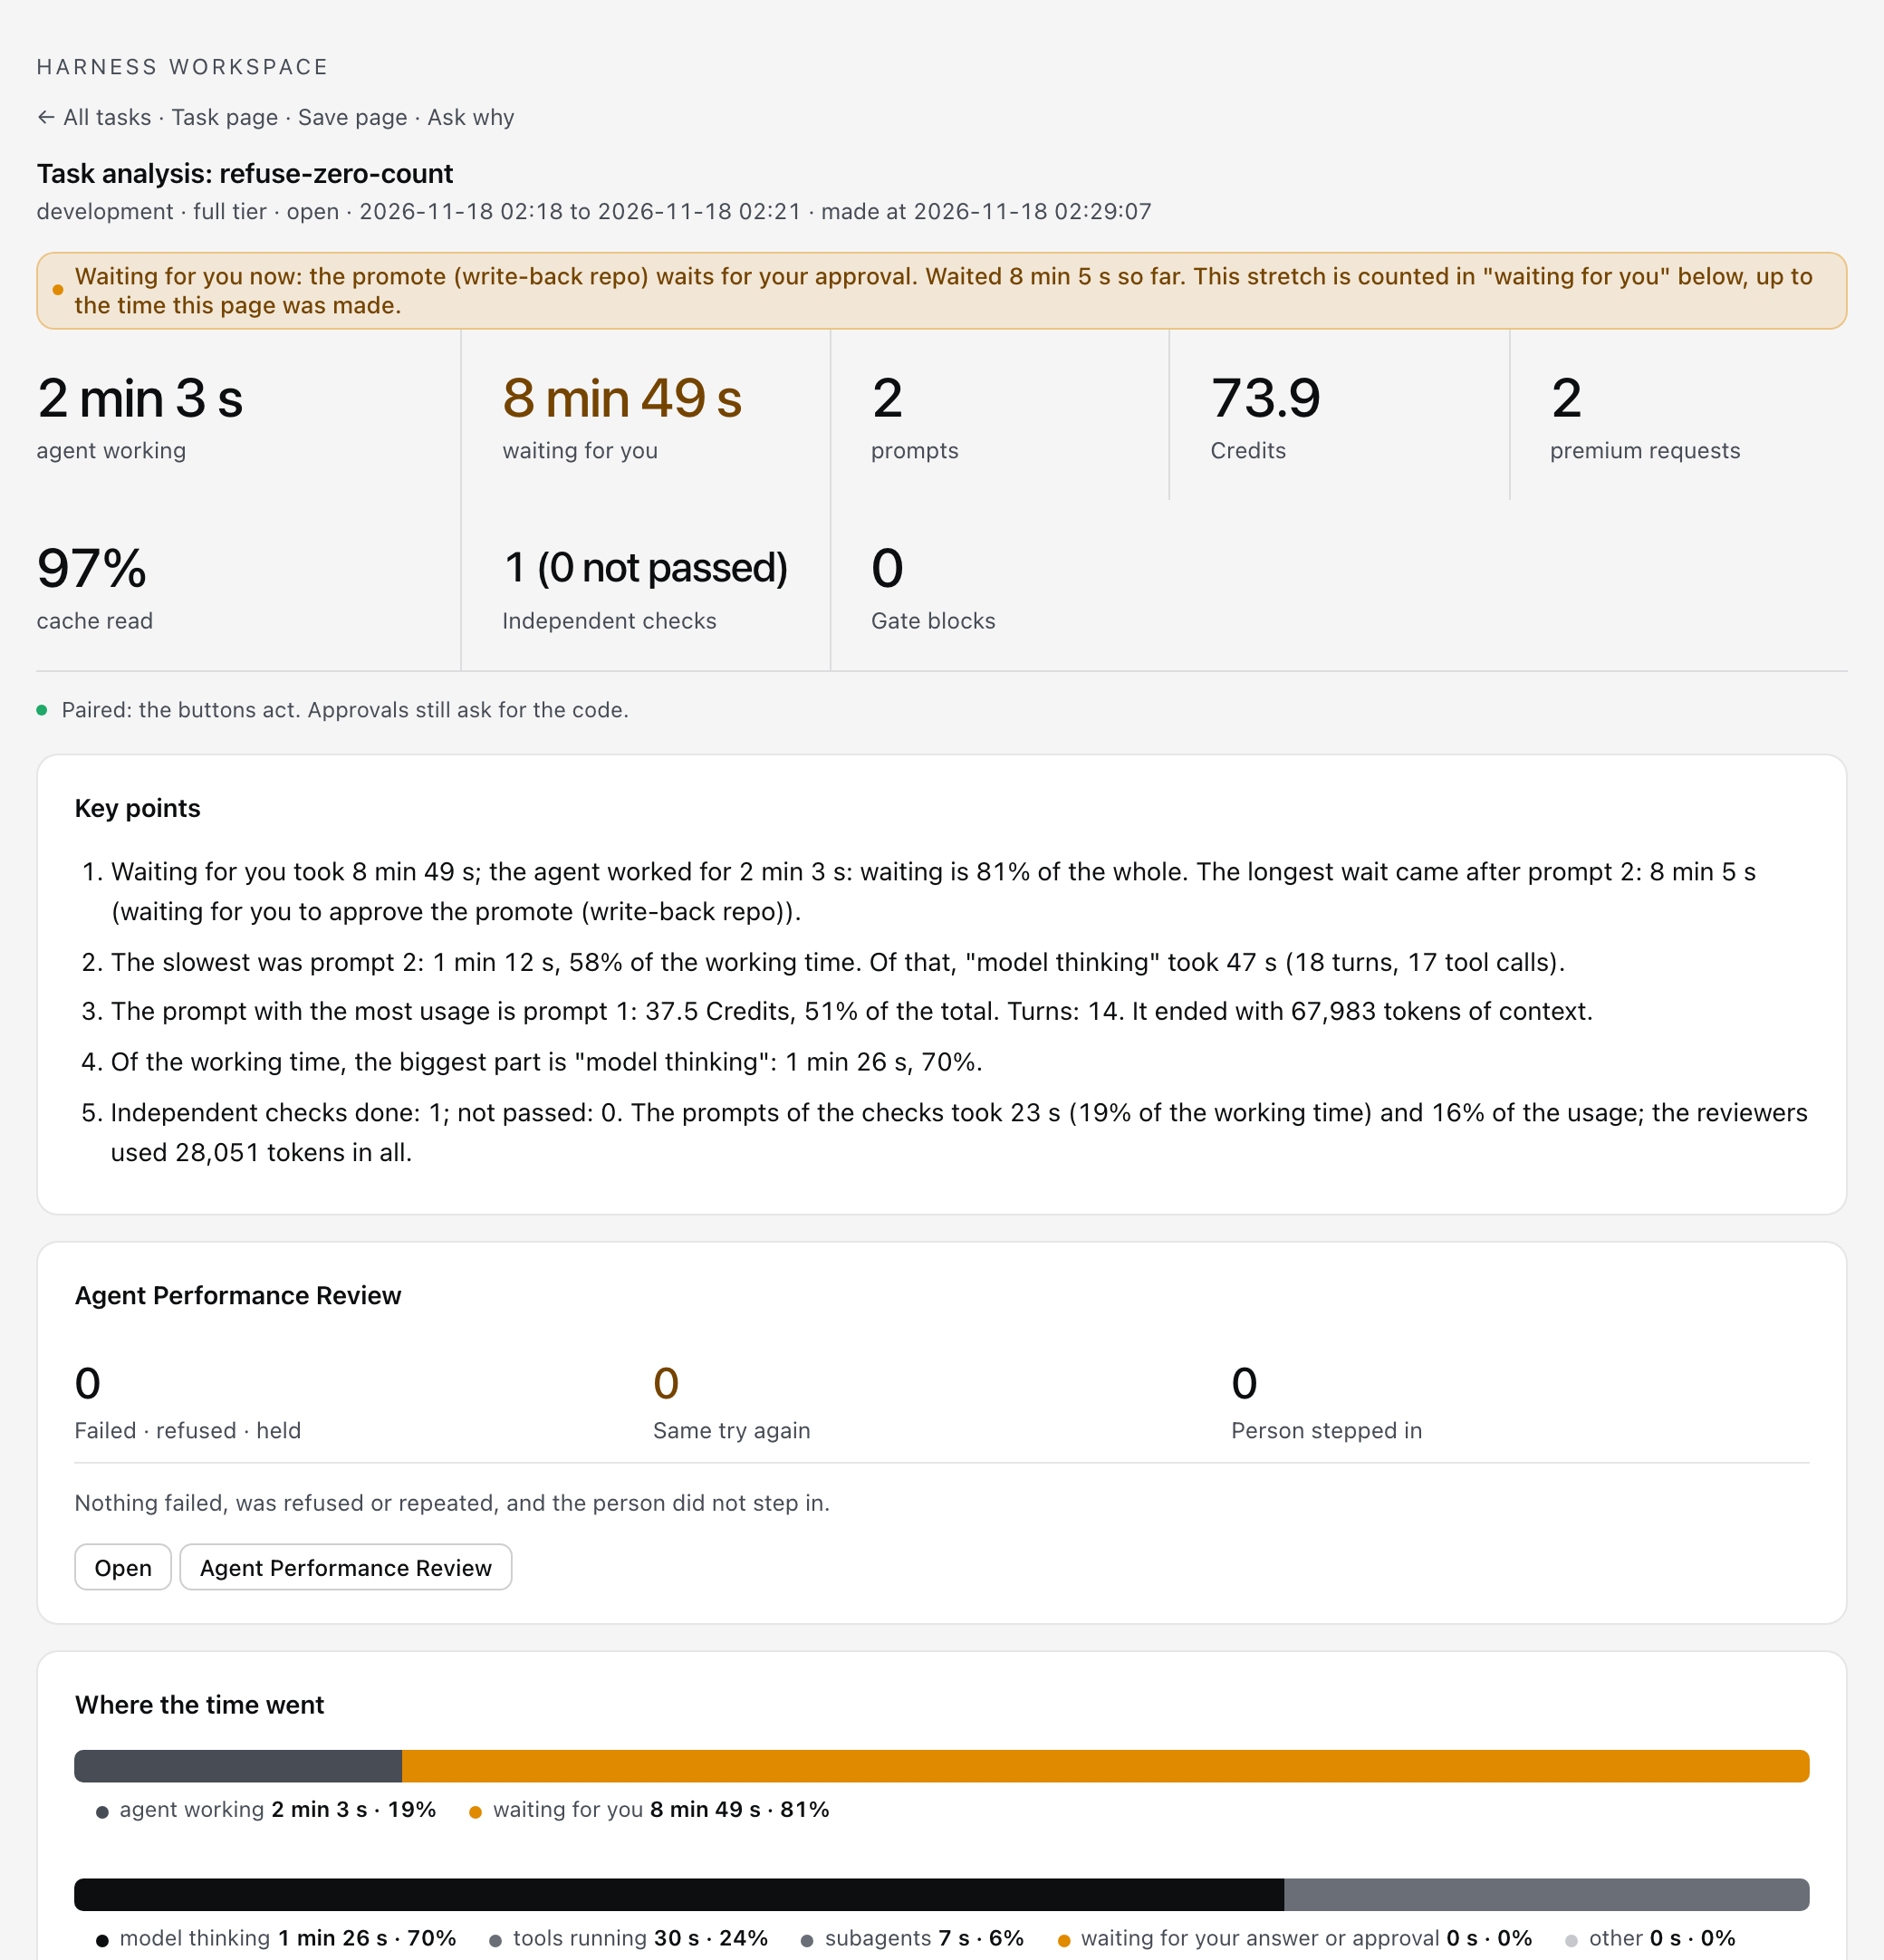 HARNESS WORKSPACE
← All tasks · Task page · Save page · Ask why
Task analysis: refuse-zero-count
development · full tier · open · 2026-11-18 02:18 to 2026-11-18 02:21 · made at 2026-11-18 02:29:07
Waiting for you now: the promote (write-back repo) waits for your approval. Waited 8 min 5 s so far. This stretch is counted in "waiting for you" below, up to
the time this page was made.
2 min 3 s
agent working
8 min 49 s
waiting for you
2
prompts
73.9
Credits
2
premium requests
97%
cache read
1 (0 not passed)
Independent checks
0
Gate blocks
Paired: the buttons act. Approvals still ask for the code.
Key points
1. Waiting for you took 8 min 49 s; the agent worked for 2 min 3 s: waiting is 81% of the whole. The longest wait came after prompt 2: 8 min 5 s
(waiting for you to approve the promote (write-back repo)).
2. The slowest was prompt 2: 1 min 12 s, 58% of the working time. Of that, "model thinking" took 47 s (18 turns, 17 tool calls).
3. The prompt with the most usage is prompt 1: 37.5 Credits, 51% of the total. Turns: 14. It ended with 67,983 tokens of context.
4. Of the working time, the biggest part is "model thinking": 1 min 26 s, 70%.
5. Independent checks done: 1; not passed: 0. The prompts of the checks took 23 s (19% of the working time) and 16% of the usage; the reviewers
used 28,051 tokens in all.
Agent Performance Review
0
Failed · refused · held
0
Same try again
0
Person stepped in
Nothing failed, was refused or repeated, and the person did not step in.
Open
Agent Performance Review
Where the time went
agent working 2 min 3 s · 19%
waiting for you 8 min 49 s · 81%
model thinking 1 min 26 s · 70%
tools running 30 s · 24%
subagents 7 s · 6%
waiting for your answer or approval 0 s · 0%
other 0 s · 0%